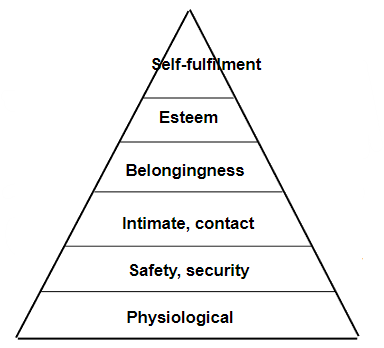 Self-fulfilment
Esteem
Belongingness
Intimate, contact
Safety, security
Physiological